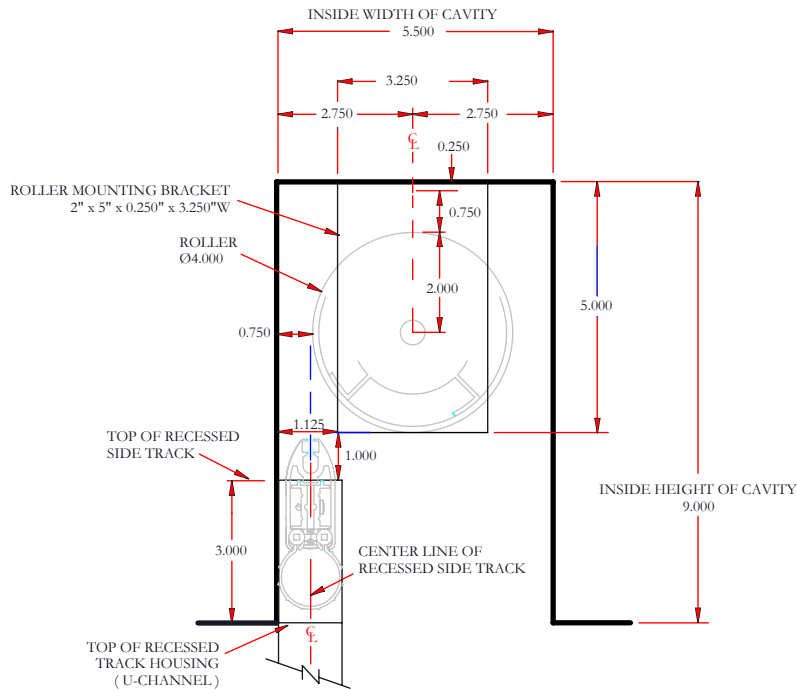 INSIDE WIDTH OF CAVITY
5.500
3.250
2.750
2.750
℄
0.250
ROLLER MOUNTING BRACKET
2" x 5" x 0.250" x 3.250"W
0.750
ROLLER
Ø4.000
2.000
5.000
0.750
1.125
TOP OF RECESSED
SIDE TRACK
1.000
INSIDE HEIGHT OF CAVITY
9.000
3.000
CENTER LINE OF
RECESSED SIDE TRACK
℄
TOP OF RECESSED
TRACK HOUSING
( U-CHANNEL )